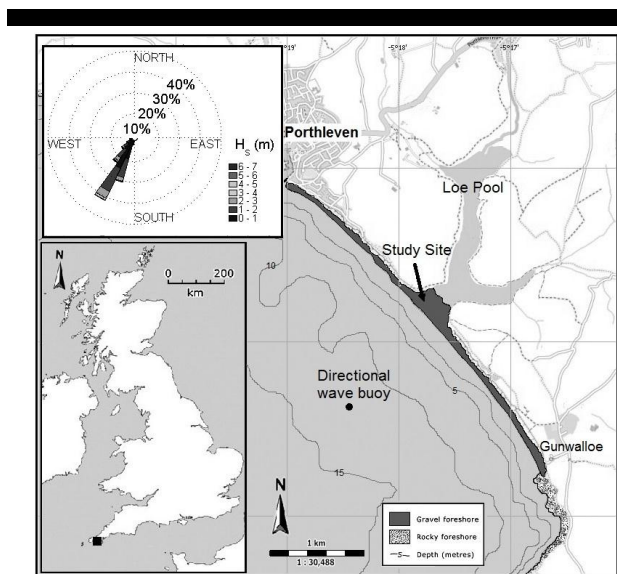 NORTH
40%
30%
20%
10%
WEST
EAST
SOUTH
Hs (m)
6 - 7
5 - 6
4 - 5
3 - 4
2 - 3
1 - 2
0 - 1
-5°18'
-5°17'
Porthleven
Loe Pool
Study Site
10
5
Directional
wave buoy
15
Gunwalloe
N
0 200
km
N
1 km
1 : 30,488
Gravel foreshore
Rocky foreshore
-5- Depth (metres)